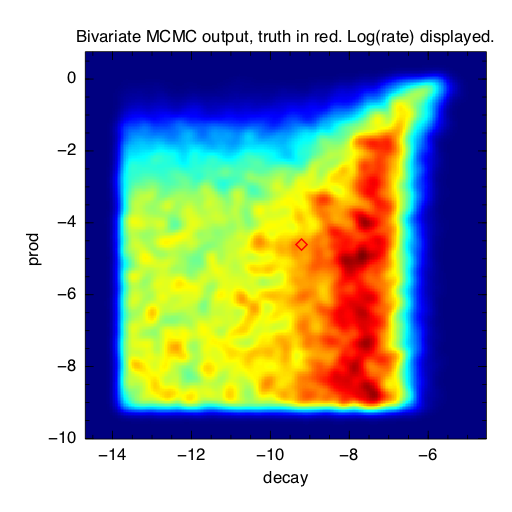 Bivariate MCMC output, truth in red. Log(rate) displayed.
0
−2
−4
−6
−8
−10
prod
−14 −12 −10 −8 −6
decay